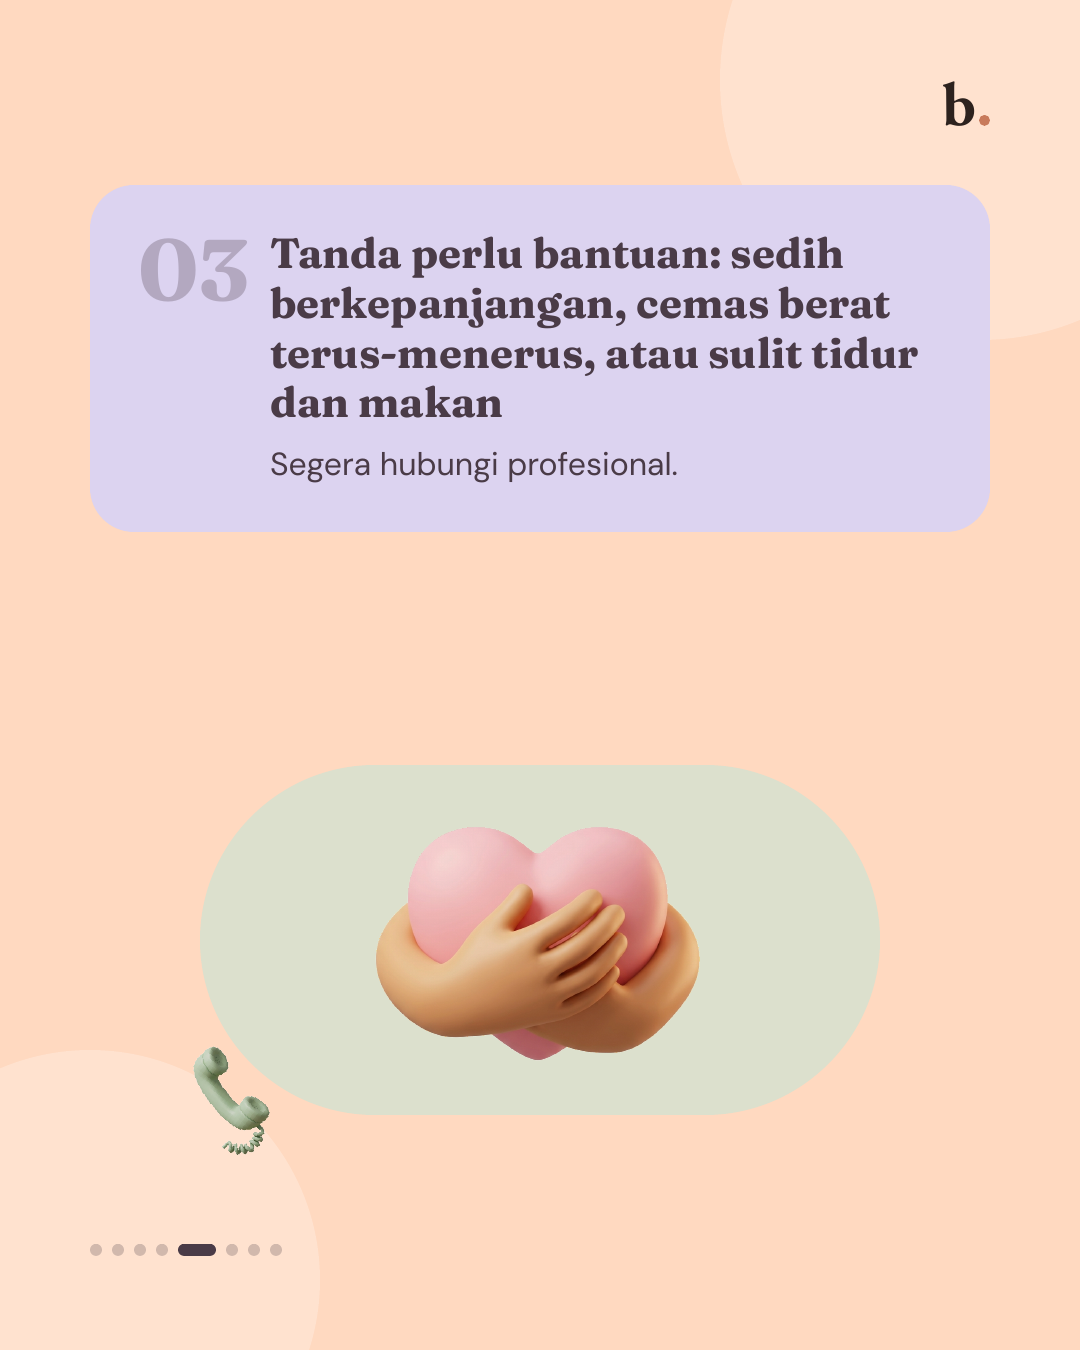 b.
03
Tanda perlu bantuan: sedih
berkepanjangan, cemas berat
terus-menerus, atau sulit tidur
dan makan
Segera hubungi profesional.